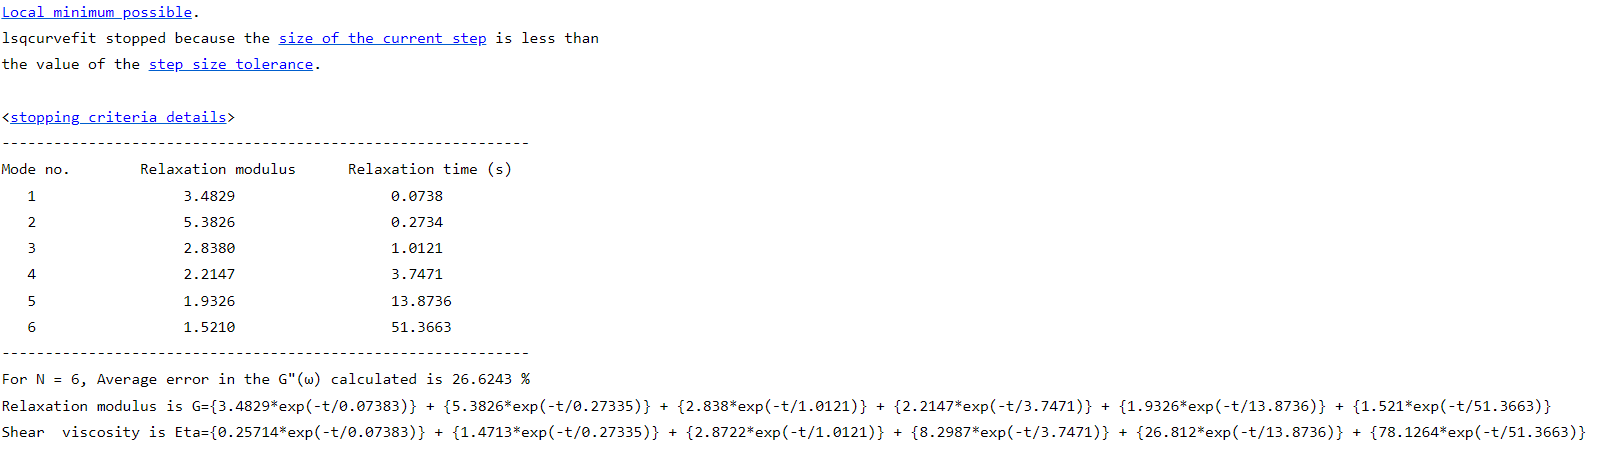 Local minimum possible.
lsqcurvefit stopped because the size of the current step is less than
the value of the step size tolerance.
<stopping criteria details>
-------------------------------------------------------------
Mode no. Relaxation modulus Relaxation time (s)
1 3.4829 0.0738
2 5.3826 0.2734
3 2.8380 1.0121
4 2.2147 3.7471
5 1.9326 13.8736
6 1.5210 51.3663
-------------------------------------------------------------
For N = 6, Average error in the G"(ω) calculated is 26.6243 %
Relaxation modulus is G={3.4829*exp(-t/0.07383)} + {5.3826*exp(-t/0.27335)} + {2.838*exp(-t/1.0121)} + {2.2147*exp(-t/3.7471)} + {1.9326*exp(-t/13.8736)} + {1.521*exp(-t/51.3663)}
Shear  viscosity is Eta={0.25714*exp(-t/0.07383)} + {1.4713*exp(-t/0.27335)} + {2.8722*exp(-t/1.0121)} + {8.2987*exp(-t/3.7471)} + {26.812*exp(-t/13.8736)} + {78.1264*exp(-t/51.3663)}